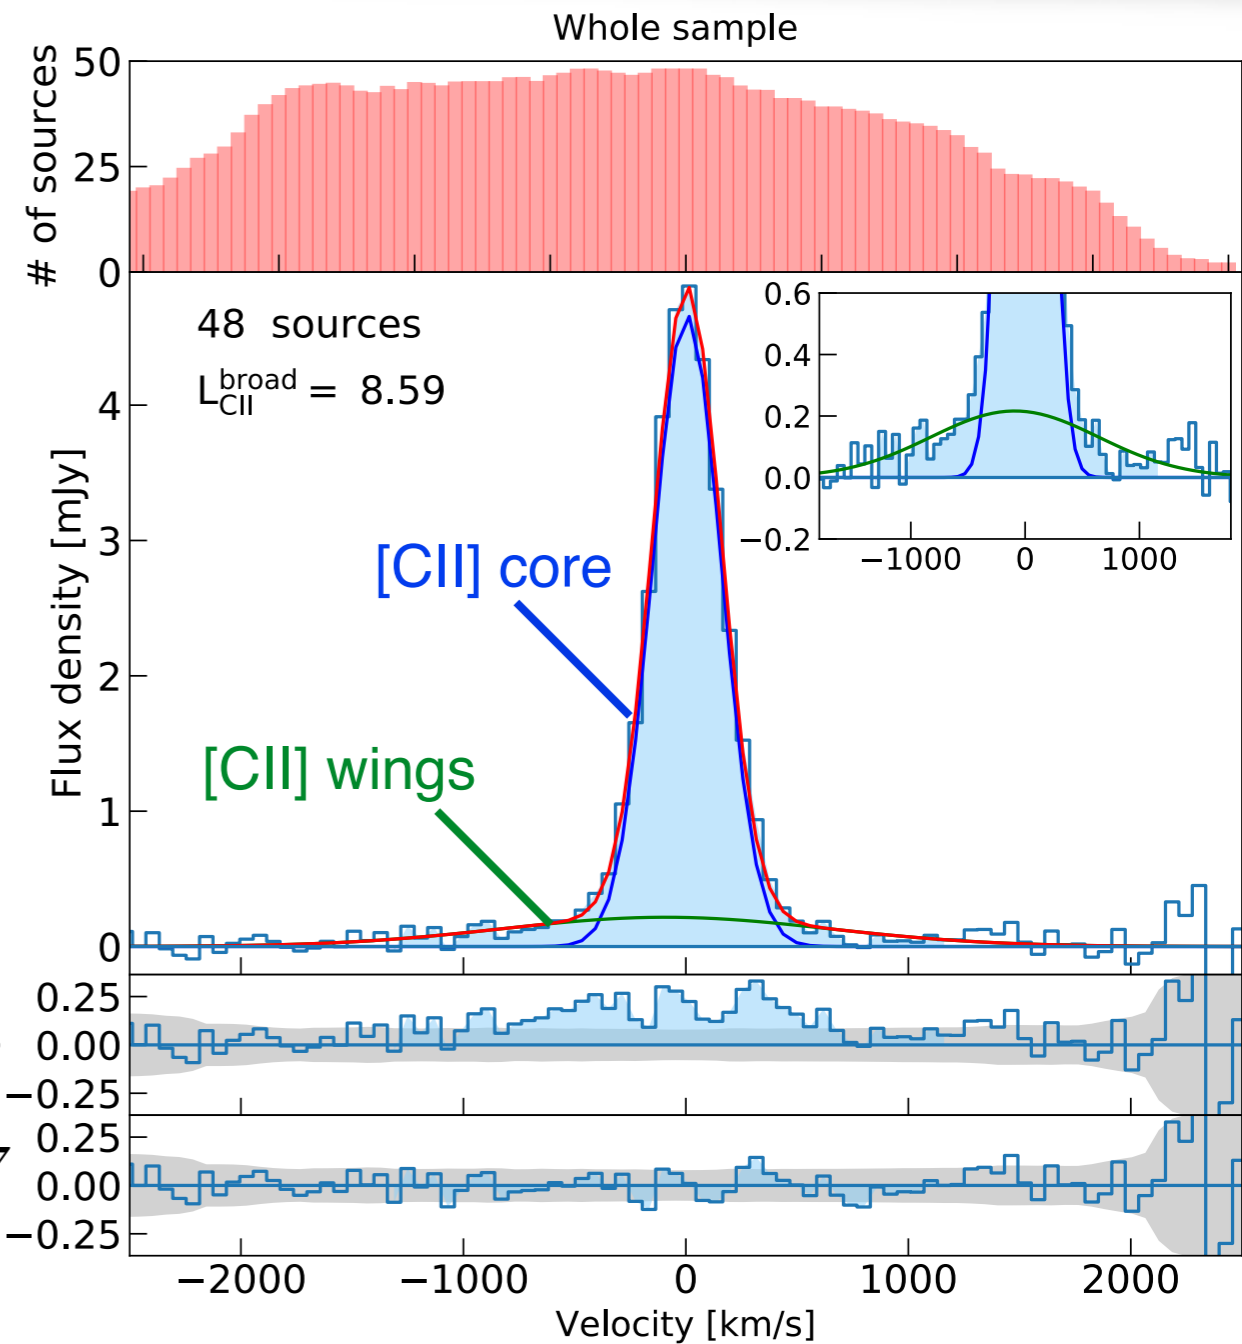 Whole sample
# of sources
50
25
0
48 sources
L_CII^broad = 8.59
Flux density [mJy]
4
3
2
1
0
[CII] core
[CII] wings
0.6
0.4
0.2
0.0
−0.2
−1000 0 1000
0.25
0.00
−0.25
0.25
0.00
−0.25
−2000 −1000 0 1000 2000
Velocity [km/s]